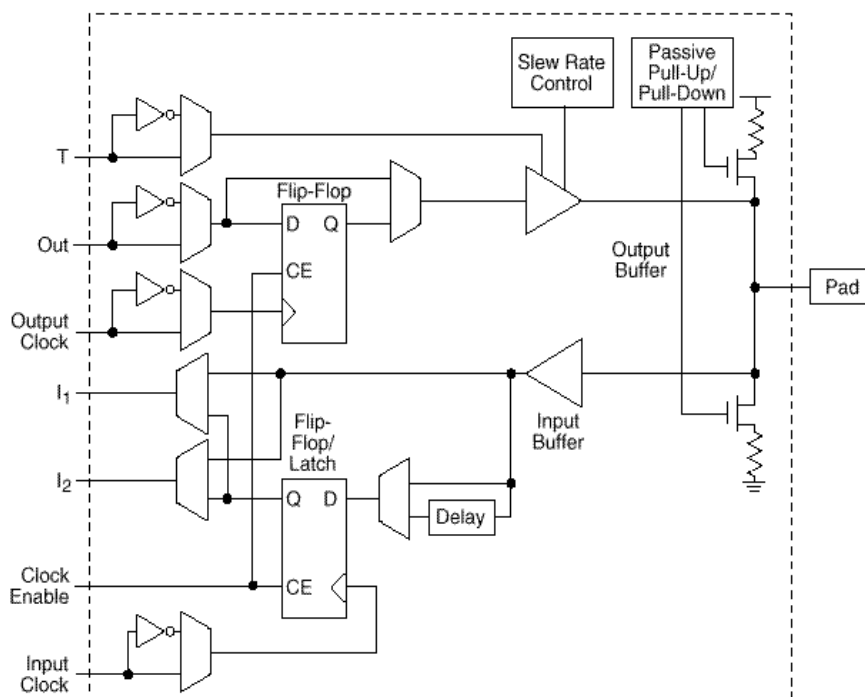 Slew Rate
Control
Passive
Pull-Up/
Pull-Down
T
Flip-Flop
D Q
Out
CE
Output
Buffer
Pad
Output
Clock
I1
Input
Buffer
Flip-
Flop/
Latch
I2
Q D
Delay
Clock
Enable
CE
Input
Clock